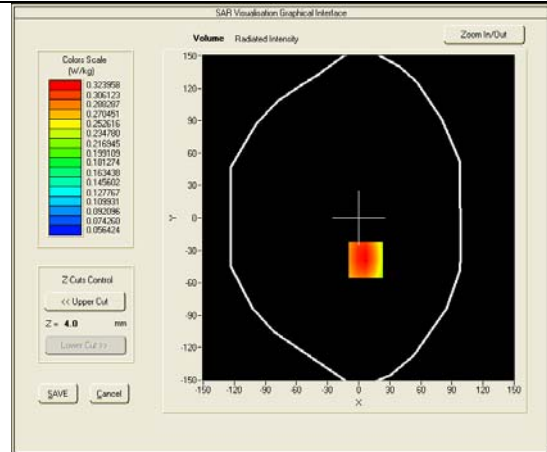 SAR Visualisation Graphical Interface
Volume Radiated Intensity
Zoom In/Out
Colors Scale
(W/kg)
0.323958
0.306123
0.288287
0.270451
0.252616
0.234780
0.216945
0.199109
0.181274
0.163438
0.145602
0.127767
0.109931
0.092096
0.074260
0.056424
Z Cuts Control
<< Upper Cut
Z = 4.0 mm
Lower Cut >>
SAVE Cancel
150
120
90
60
30
0
-30
-60
-90
-120
-150
Y
-150 -120 -90 -60 -30 0 30 60 90 120 150
X